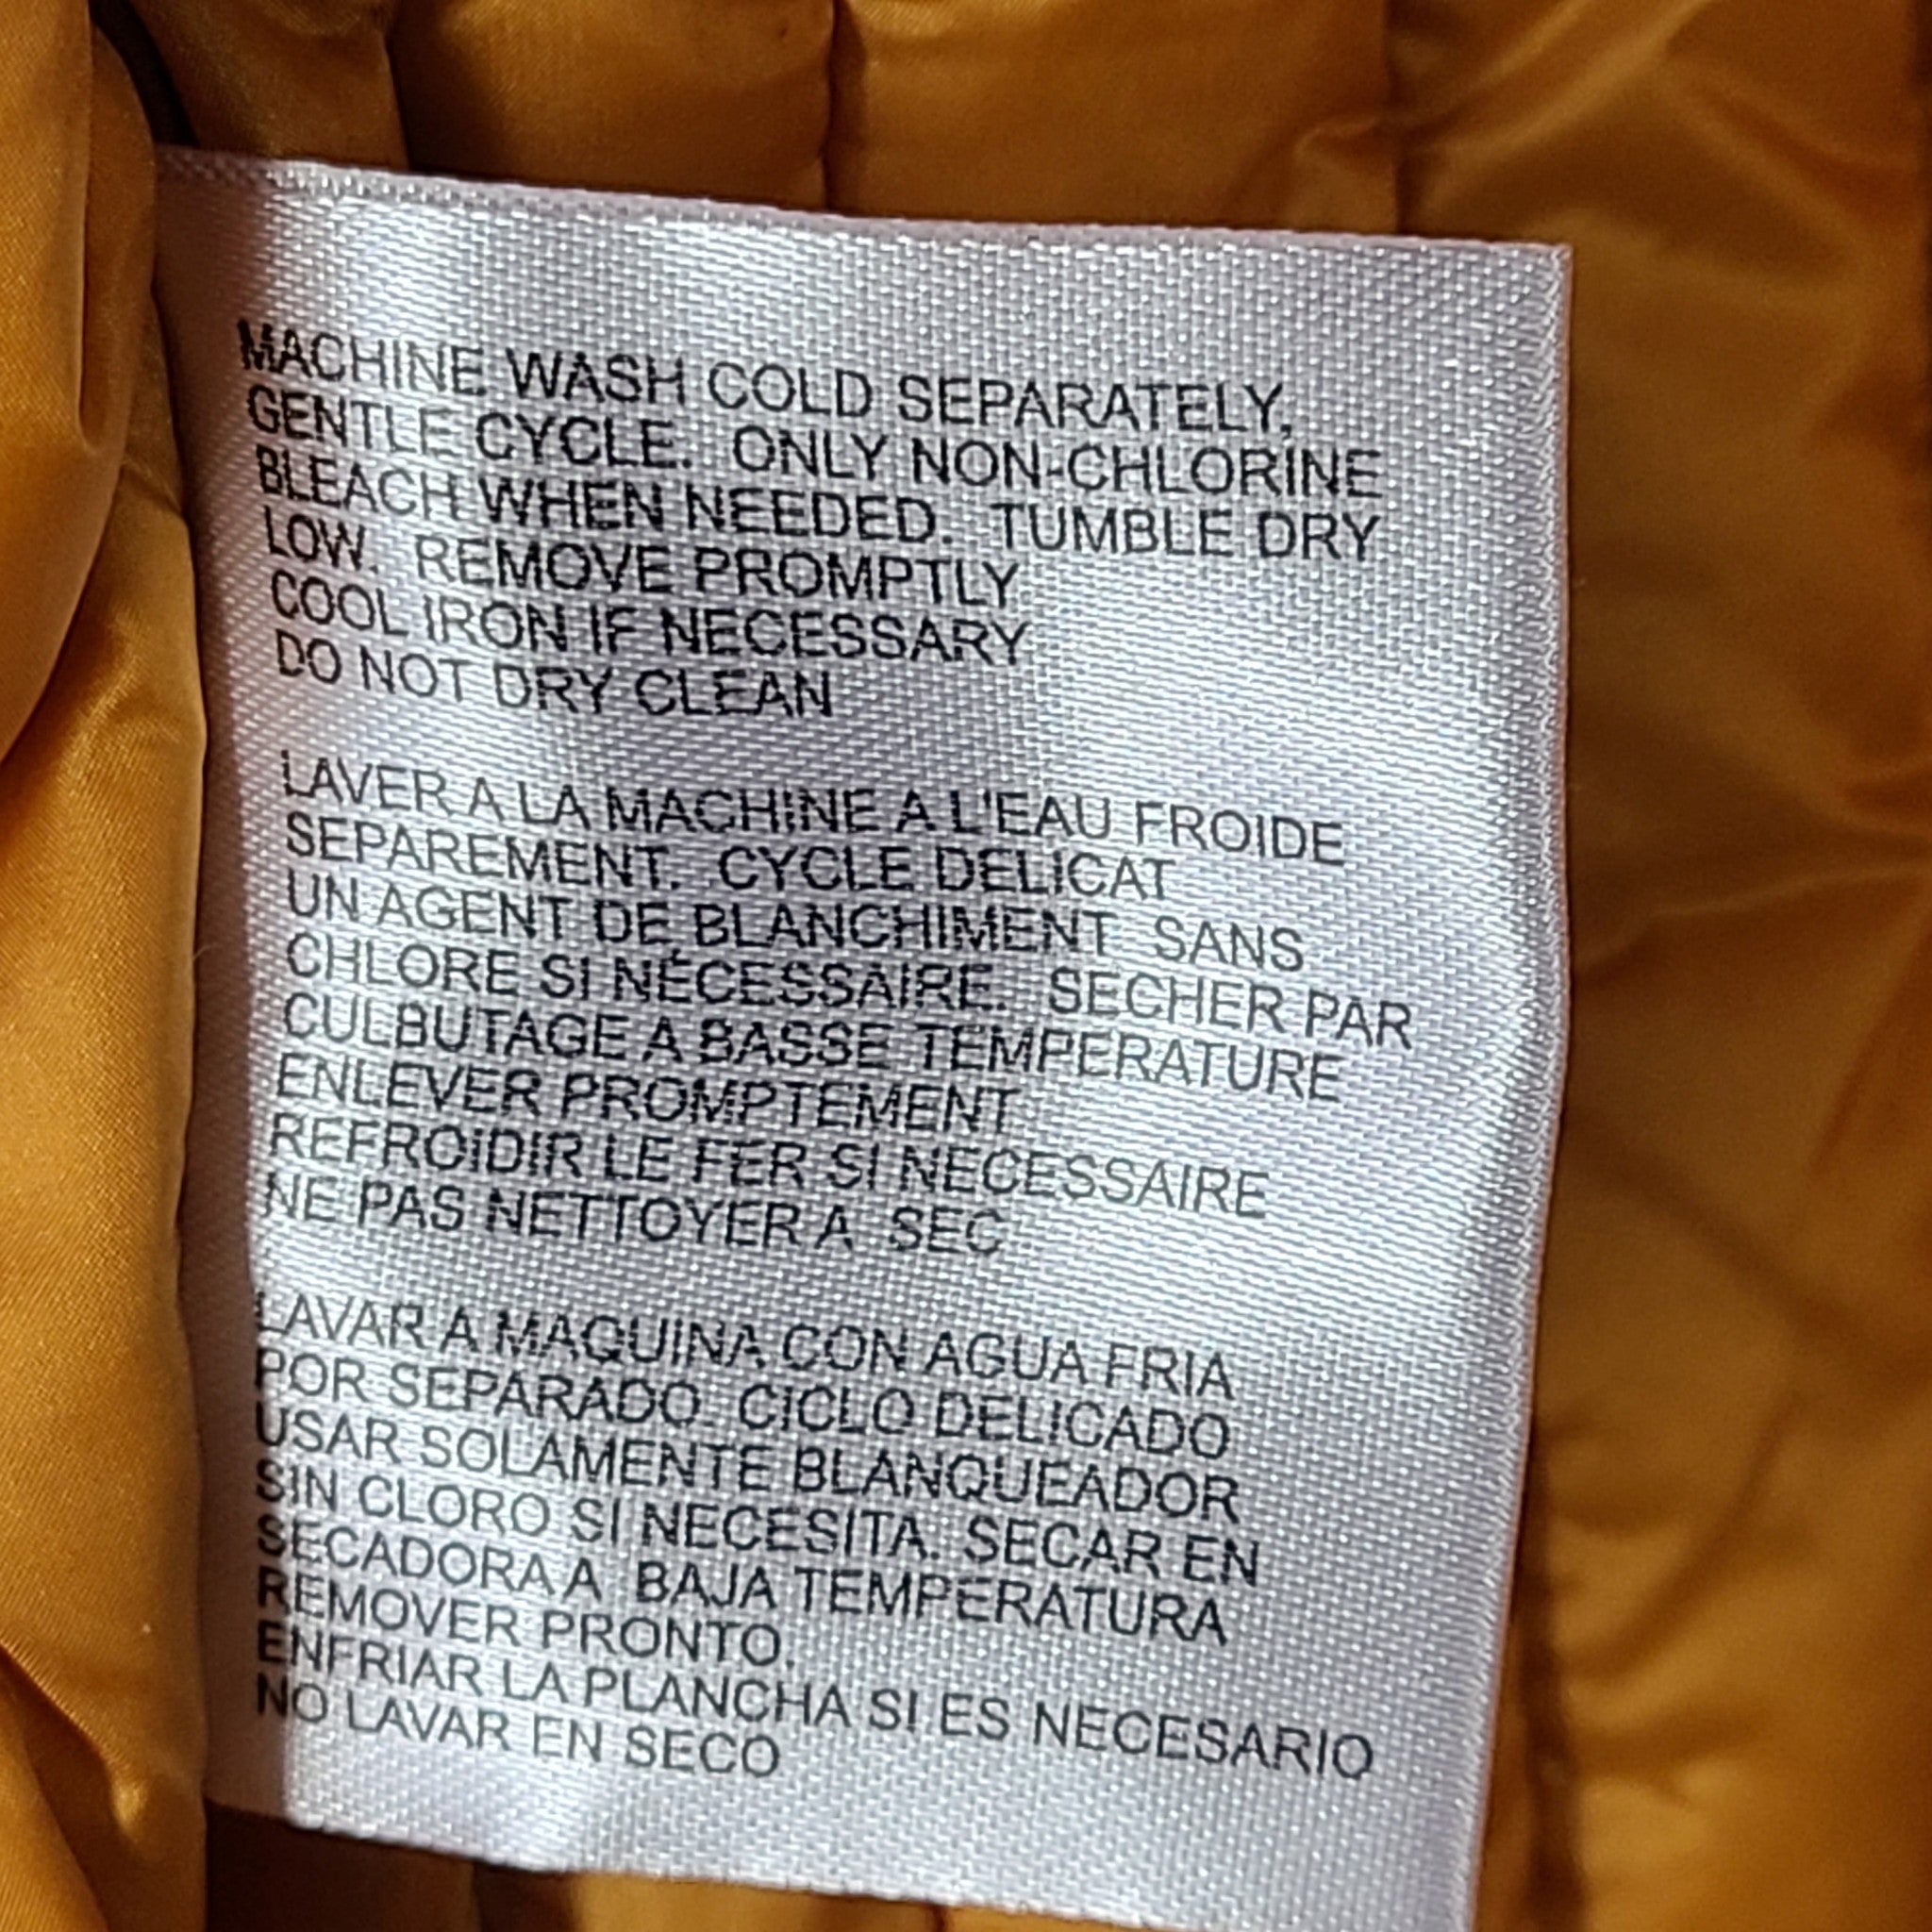 MACHINE WASH COLD SEPARATELY,
GENTLE CYCLE. ONLY NON-CHLORINE
BLEACH WHEN NEEDED. TUMBLE DRY
LOW. REMOVE PROMPTLY
COOL IRON IF NECESSARY
DO NOT DRY CLEAN
LAVER A LA MACHINE A L'EAU FROIDE
SEPAREMENT. CYCLE DELICAT
UN AGENT DE BLANCHIMENT SANS
CHLORE SI NÉCESSAIRE. SECHER PAR
CULBUTAGE A BASSE TEMPERATURE
ENLEVER PROMPTEMENT
REFROIDIR LE FER SI NECESSAIRE
NE PAS NETTOYER A SEC
LAVAR A MAQUINA CON AGUA FRIA
POR SEPARADO. CICLO DELICADO
USAR SOLAMENTE BLANQUEADOR
SIN CLORO SI NECESITA. SECAR EN
SECADORA A BAJA TEMPERATURA
REMOVER PRONTO.
ENFRIAR LA PLANCHA SI ES NECESARIO
NO LAVAR EN SECO